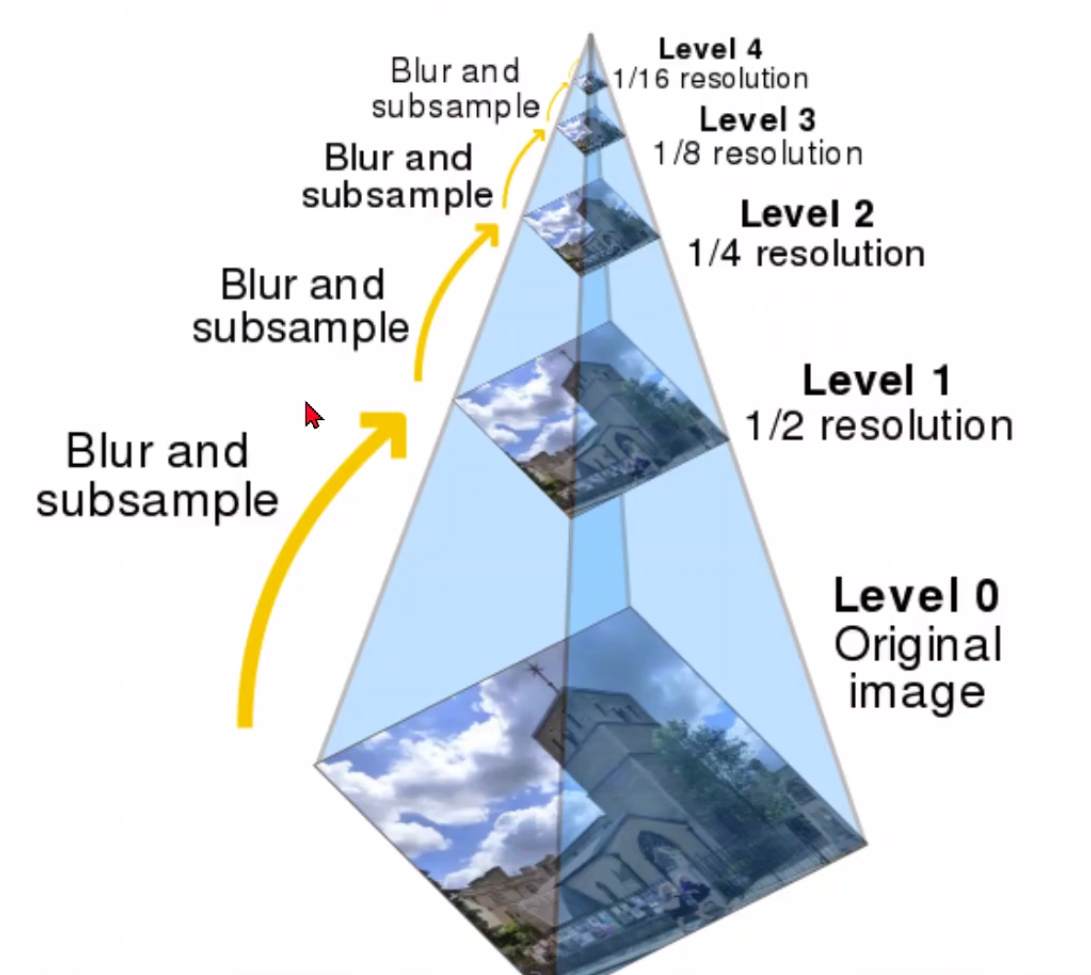 Level 4
1/16 resolution
Blur and
subsample
Level 3
1/8 resolution
Blur and
subsample
Level 2
1/4 resolution
Blur and
subsample
Level 1
1/2 resolution
Blur and
subsample
Level 0
Original
image